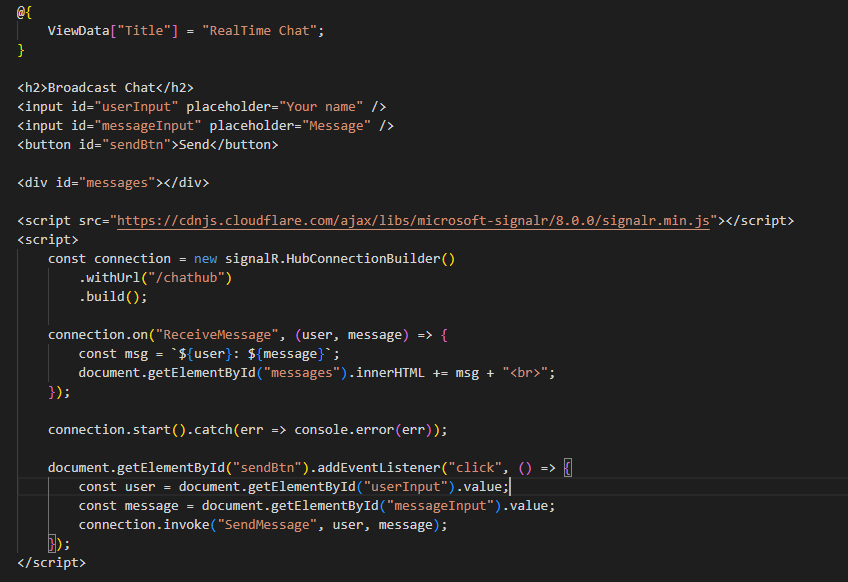 @{
    ViewData["Title"] = "RealTime Chat";
}
<h2>Broadcast Chat</h2>
<input id="userInput" placeholder="Your name" />
<input id="messageInput" placeholder="Message" />
<button id="sendBtn">Send</button>
<div id="messages"></div>
<script src="https://cdnjs.cloudflare.com/ajax/libs/microsoft-signalr/8.0.0/signalr.min.js"></script>
<script>
    const connection = new signalR.HubConnectionBuilder()
        .withUrl("/chathub")
        .build();
    connection.on("ReceiveMessage", (user, message) => {
        const msg = `${user}: ${message}`;
        document.getElementById("messages").innerHTML += msg + "<br>";
    });
    connection.start().catch(err => console.error(err));
    document.getElementById("sendBtn").addEventListener("click", () => {
        const user = document.getElementById("userInput").value;
        const message = document.getElementById("messageInput").value;
        connection.invoke("SendMessage", user, message);
    });
</script>